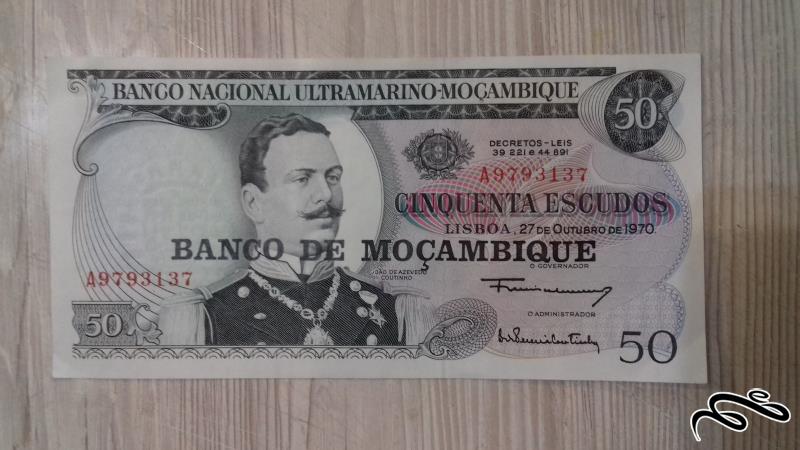 BANCO NACIONAL ULTRAMARINO-MOÇAMBIQUE
50
DECRETOS-LEIS
39 221 e 44 891
A9793137
CINQUENTA ESCUDOS
LISBOA, 27 DE OUTUBRO DE 1970
BANCO DE MOÇAMBIQUE
JOÃO DE AZEVEDO
COUTINHO
O GOVERNADOR
A9793137
O ADMINISTRADOR
50
50